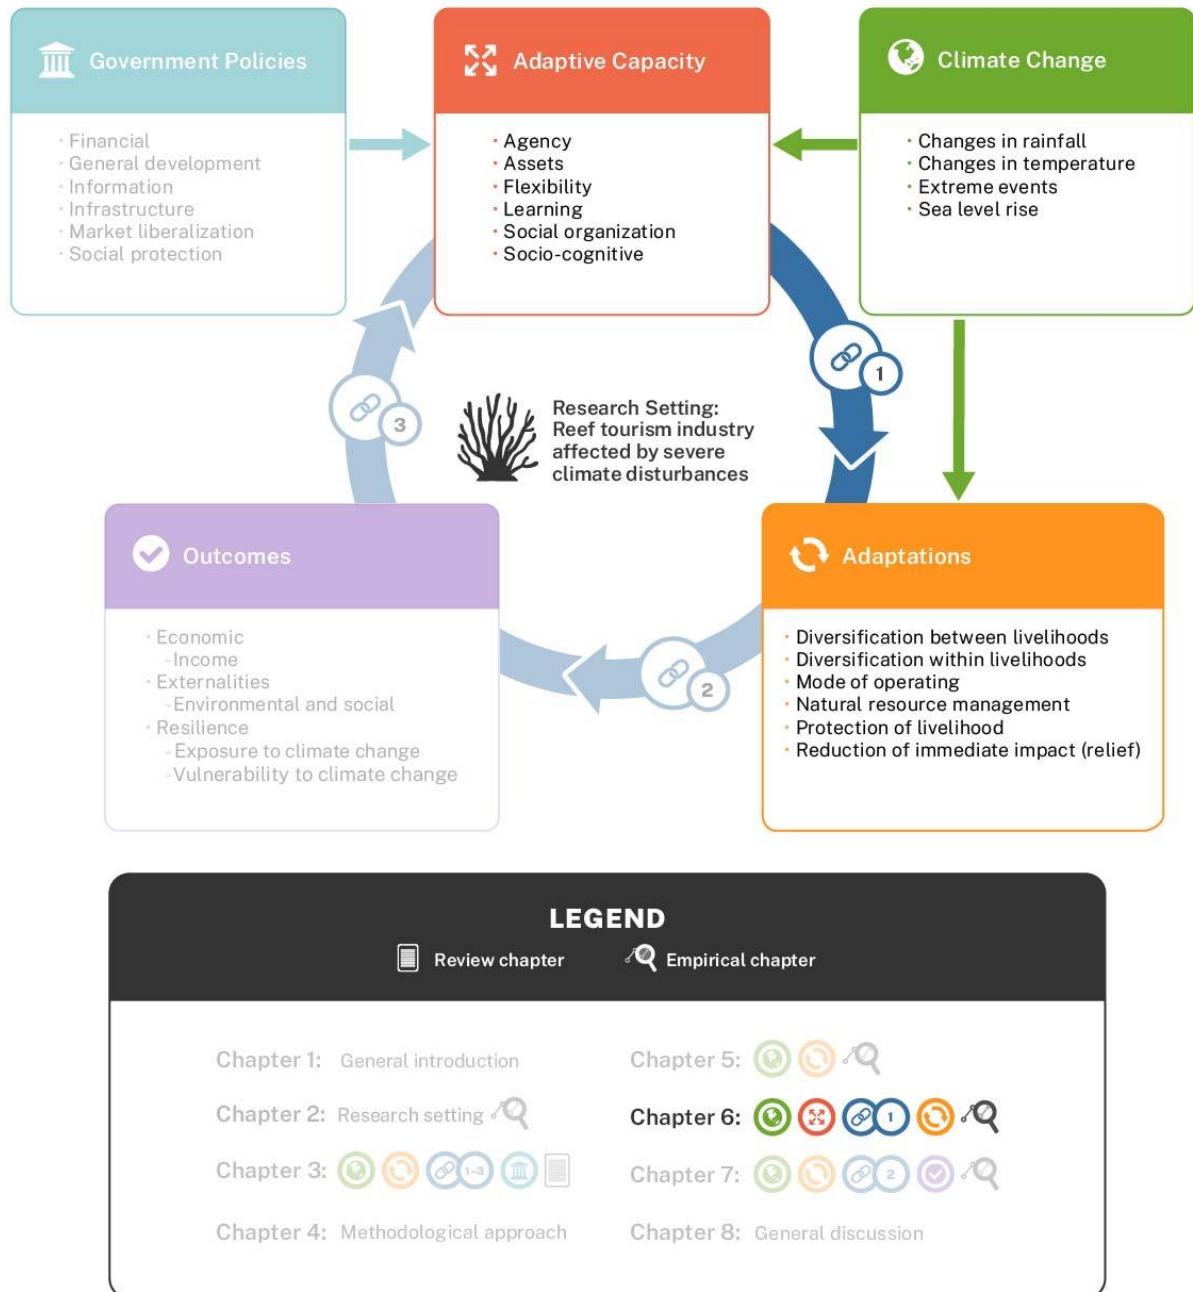 Government Policies
· Financial
· General development
· Information
· Infrastructure
· Market liberalization
· Social protection
Adaptive Capacity
· Agency
· Assets
· Flexibility
· Learning
· Social organization
· Socio-cognitive
Climate Change
· Changes in rainfall
· Changes in temperature
· Extreme events
· Sea level rise
1
3
Research Setting:
Reef tourism industry
affected by severe
climate disturbances
Outcomes
· Economic
- Income
· Externalities
- Environmental and social
· Resilience
- Exposure to climate change
- Vulnerability to climate change
2
Adaptations
· Diversification between livelihoods
· Diversification within livelihoods
· Mode of operating
· Natural resource management
· Protection of livelihood
· Reduction of immediate impact (relief)
LEGEND
Review chapter
Empirical chapter
Chapter 1: General introduction
Chapter 2: Research setting
Chapter 3: 1-3
Chapter 4: Methodological approach
Chapter 5:
Chapter 6: 1
Chapter 7: 2
Chapter 8: General discussion